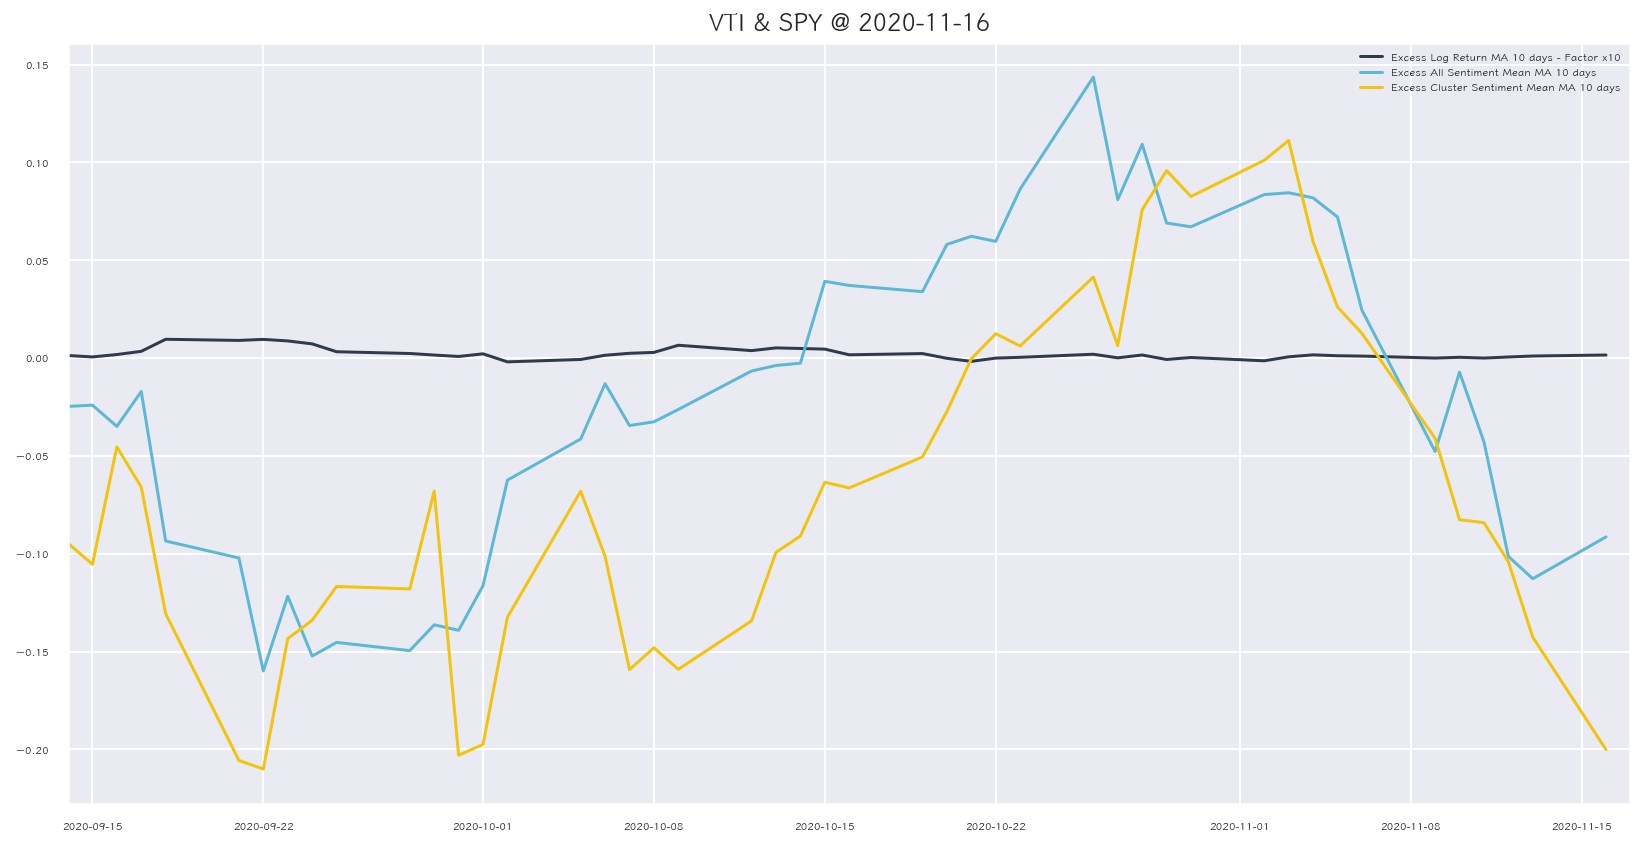 VTI & SPY @ 2020-11-16
Excess Log Return MA 10 days - Factor x10
Excess All Sentiment Mean MA 10 days
Excess Cluster Sentiment Mean MA 10 days
0.15
0.10
0.05
0.00
−0.05
−0.10
−0.15
−0.20
2020-09-15 2020-09-22 2020-10-01 2020-10-08 2020-10-15 2020-10-22 2020-11-01 2020-11-08 2020-11-15